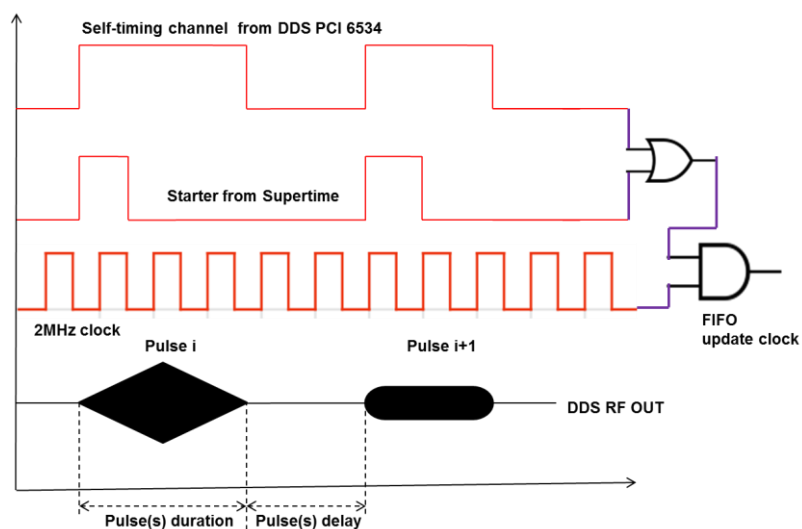 Self-timing channel from DDS PCI 6534
Starter from Supertime
2MHz clock
FIFO
update clock
Pulse i
Pulse i+1
DDS RF OUT
Pulse(s) duration
Pulse(s) delay